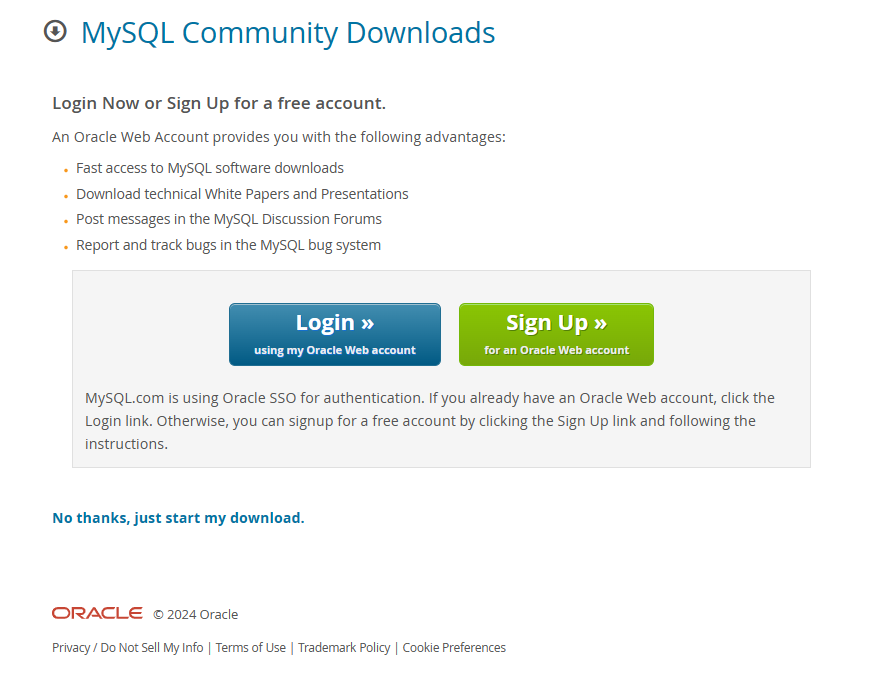 MySQL Community Downloads
Login Now or Sign Up for a free account.
An Oracle Web Account provides you with the following advantages:
Fast access to MySQL software downloads
Download technical White Papers and Presentations
Post messages in the MySQL Discussion Forums
Report and track bugs in the MySQL bug system
Login »
using my Oracle Web account
Sign Up »
for an Oracle Web account
MySQL.com is using Oracle SSO for authentication. If you already have an Oracle Web account, click the
Login link. Otherwise, you can signup for a free account by clicking the Sign Up link and following the
instructions.
No thanks, just start my download.
ORACLE © 2024 Oracle
Privacy / Do Not Sell My Info | Terms of Use | Trademark Policy | Cookie Preferences